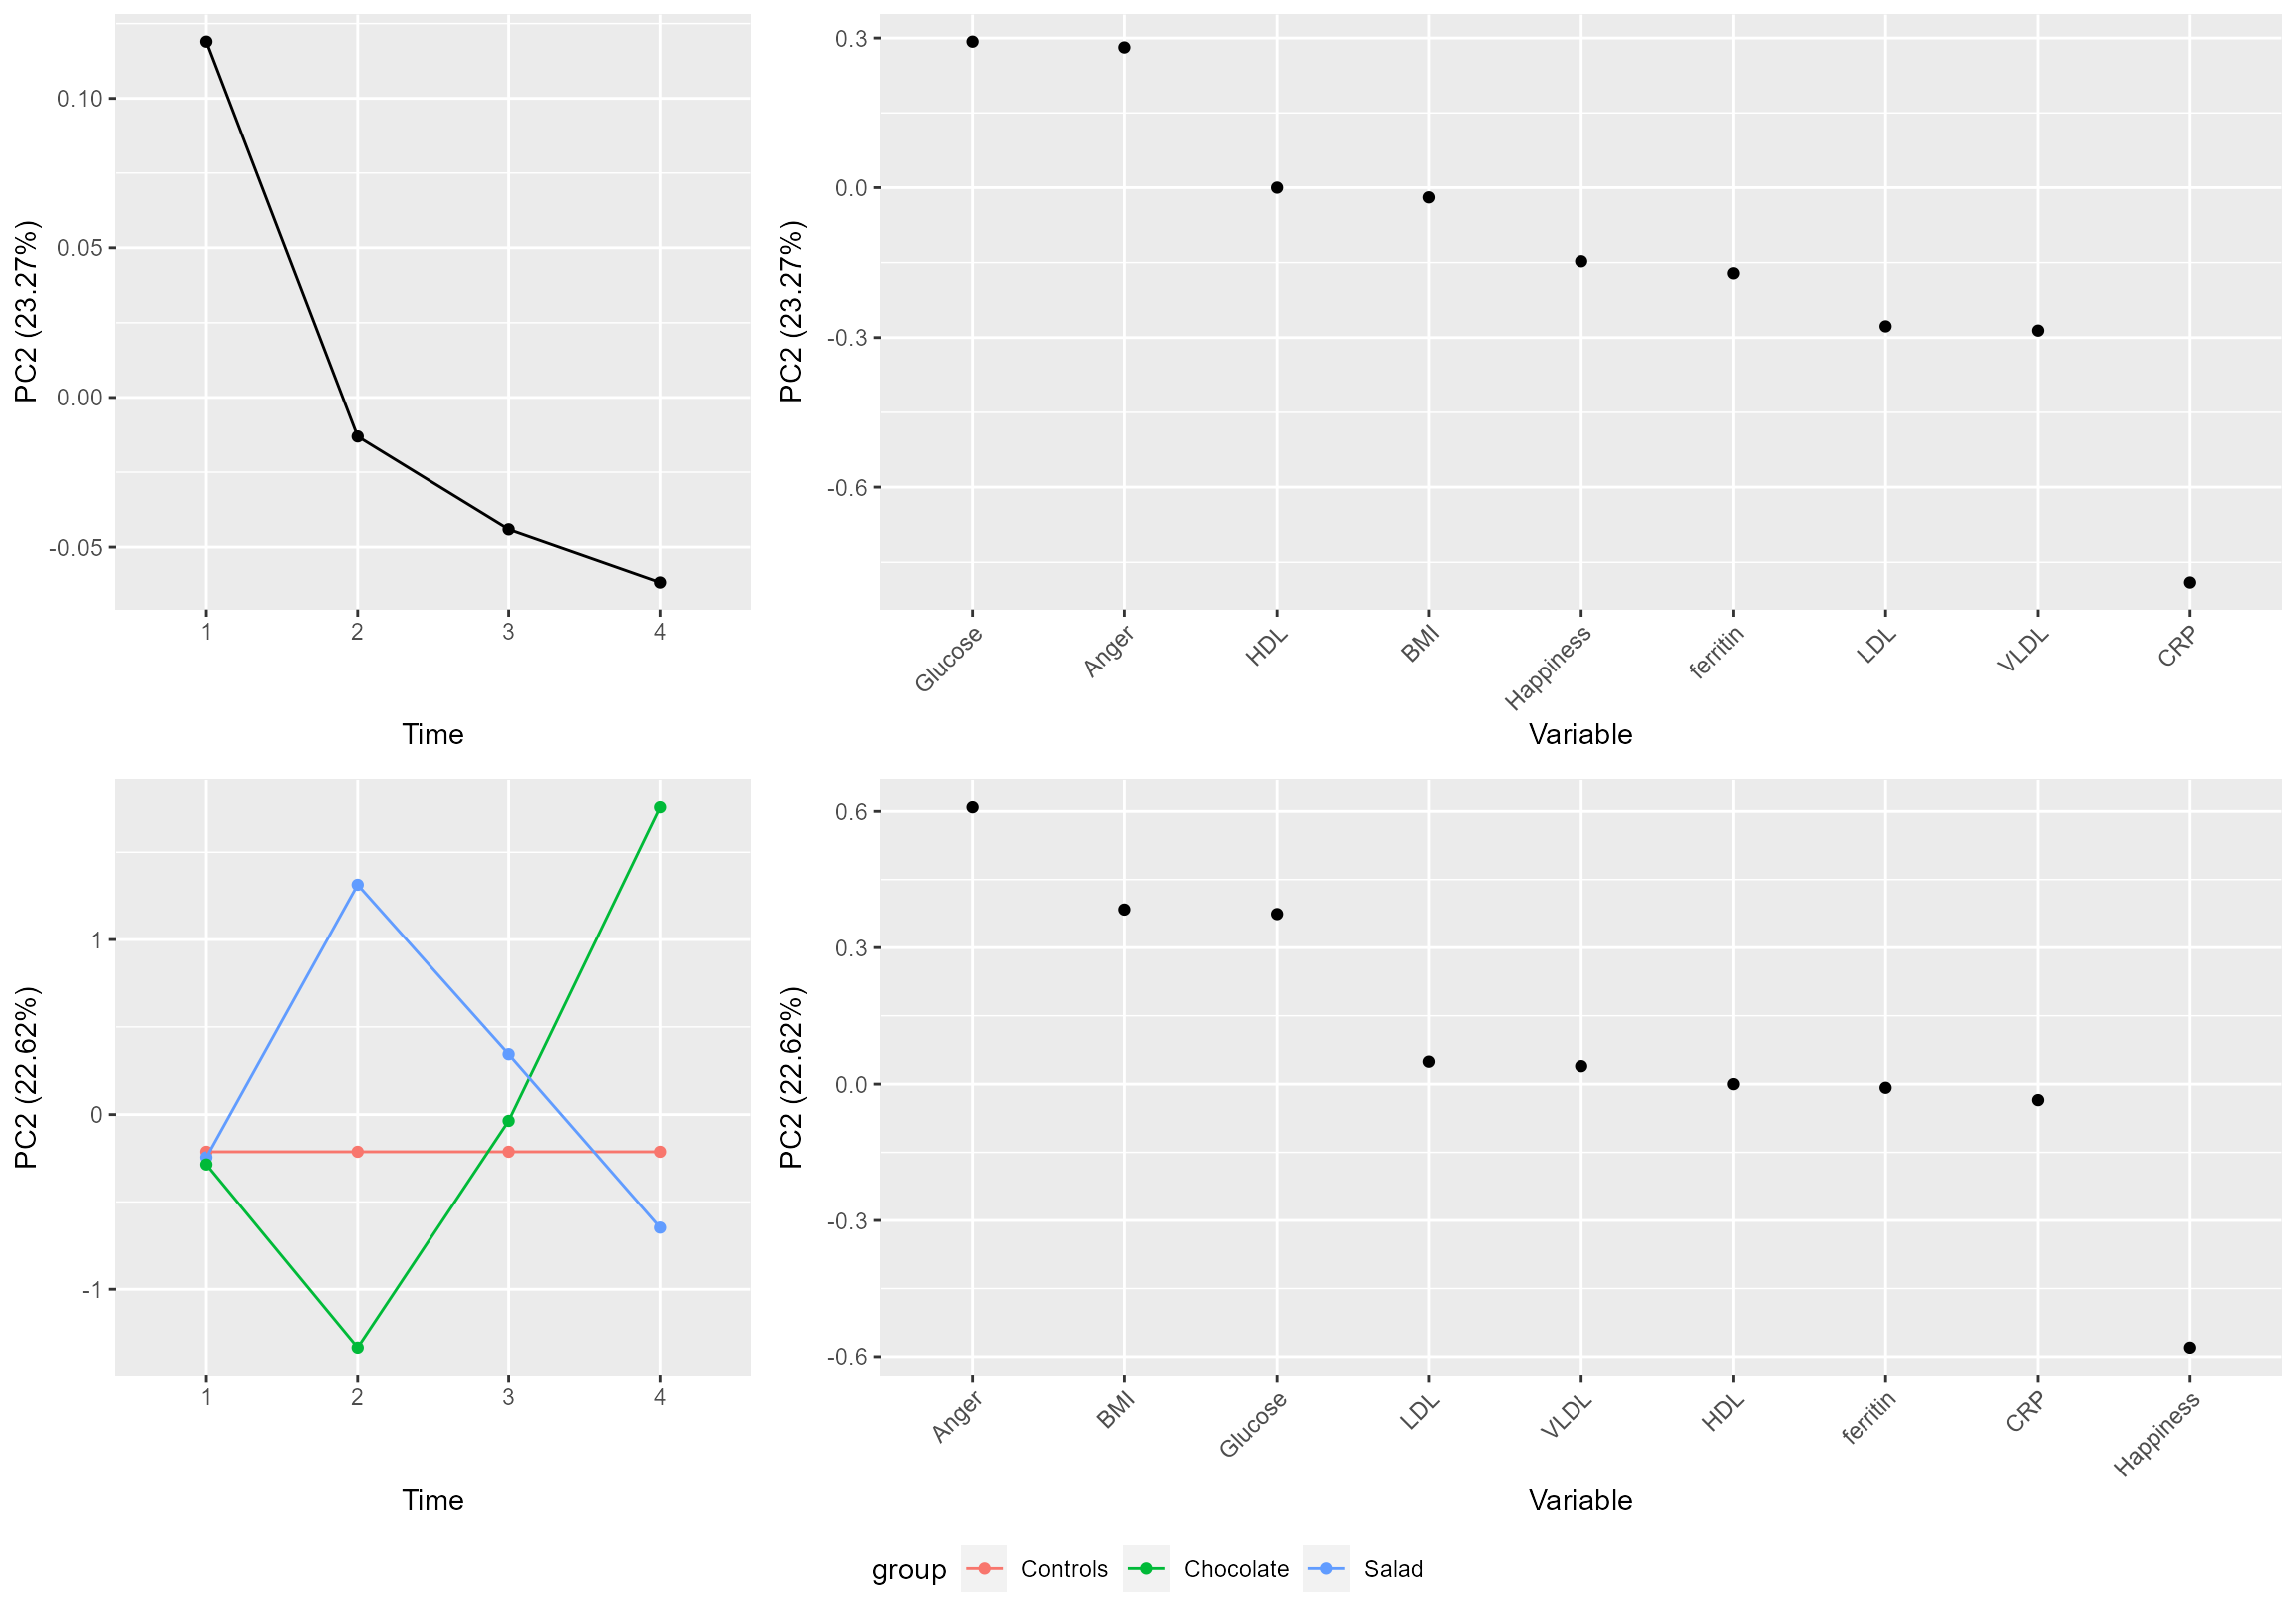 PC2 (23.27%)
0.10
0.05
0.00
-0.05
1 2 3 4
Time
PC2 (23.27%)
0.3
0.0
-0.3
-0.6
Glucose Anger HDL BMI Happiness ferritin LDL VLDL CRP
Variable
PC2 (22.62%)
1
0
-1
1 2 3 4
Time
PC2 (22.62%)
0.6
0.3
0.0
-0.3
-0.6
Anger BMI Glucose LDL VLDL HDL ferritin CRP Happiness
Variable
group Controls Chocolate Salad